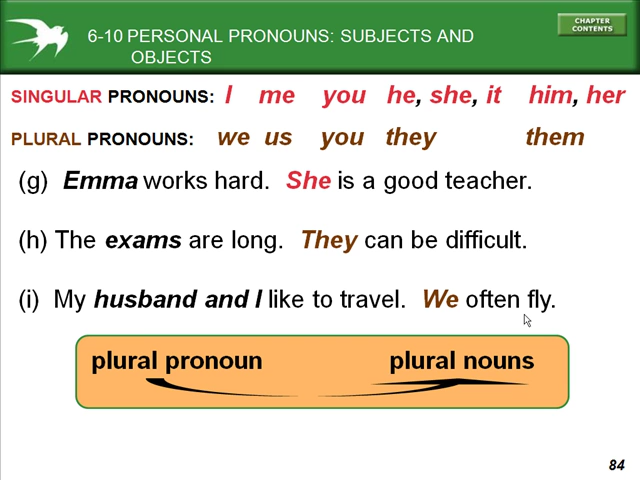 6-10 PERSONAL PRONOUNS: SUBJECTS AND
OBJECTS
CHAPTER
CONTENTS
SINGULAR PRONOUNS: I me you he, she, it him, her
PLURAL PRONOUNS: we us you they them
(g) Emma works hard. She is a good teacher.
(h) The exams are long. They can be difficult.
(i) My husband and I like to travel. We often fly.
plural pronoun plural nouns
84